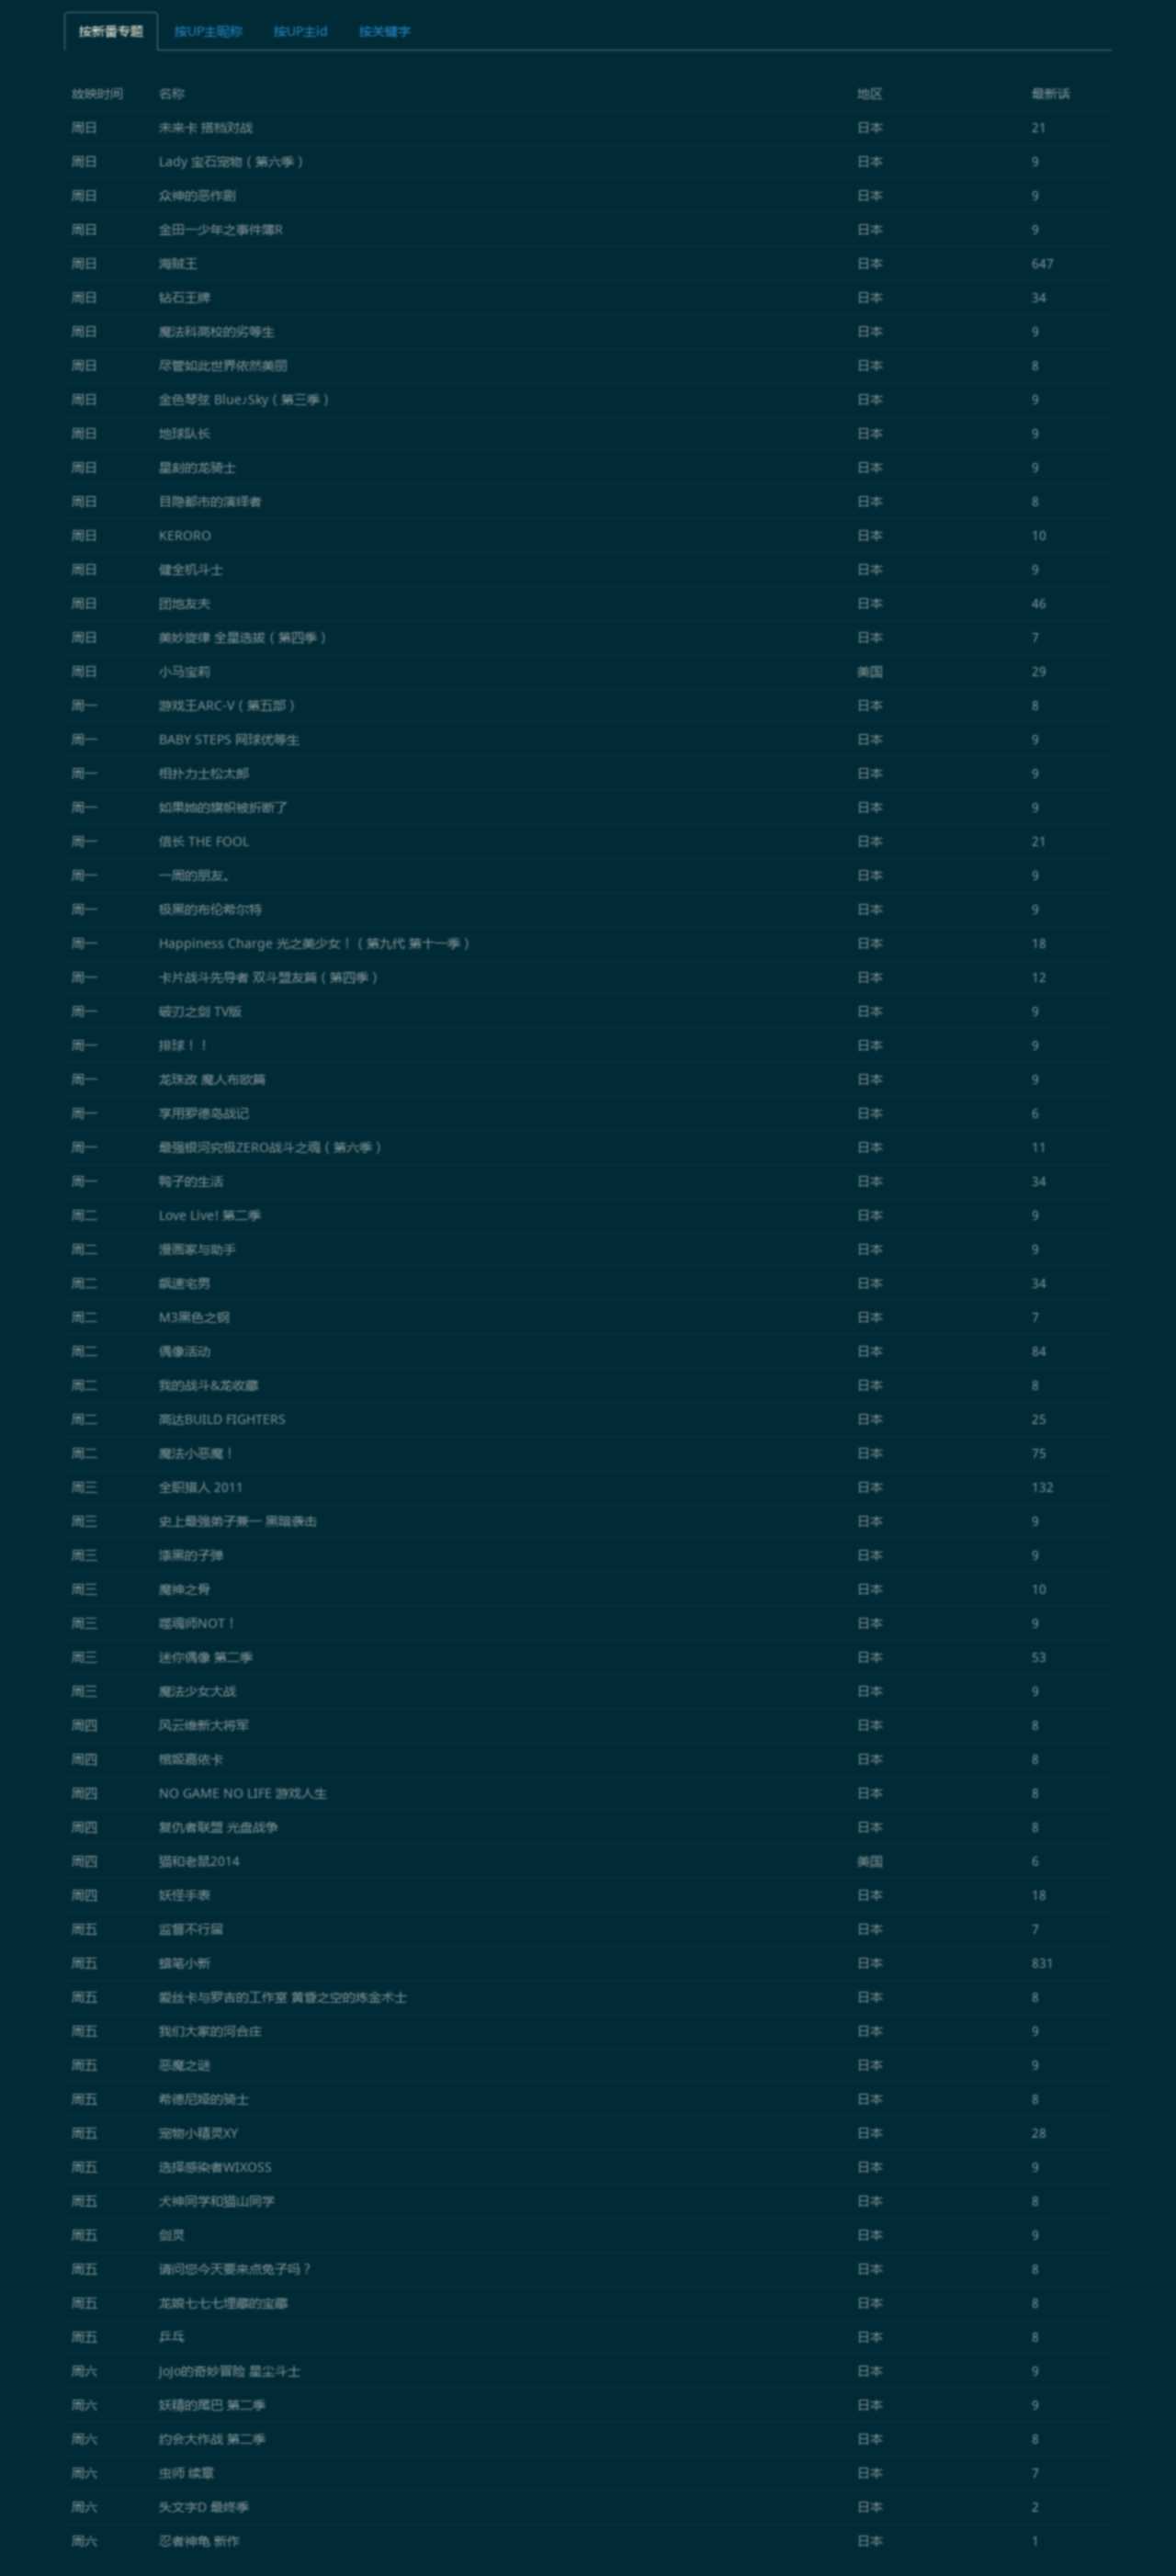 按新番专题 按UP主昵称 按UP主id 按关键字
放映时间 名称 地区 最新话
周日 未来卡 搭档对战 日本 21
周日 Lady 宝石宠物 ( 第六季 ) 日本 9
周日 众神的恶作剧 日本 9
周日 金田一少年之事件簿R 日本 9
周日 海贼王 日本 647
周日 钻石王牌 日本 34
周日 魔法科高校的劣等生 日本 9
周日 尽管如此世界依然美丽 日本 8
周日 金色琴弦 Blue♪Sky ( 第三季 ) 日本 9
周日 地球队长 日本 9
周日 星刻的龙骑士 日本 9
周日 目隐都市的演绎者 日本 8
周日 KERORO 日本 10
周日 健全机斗士 日本 9
周日 团地友夫 日本 46
周日 美妙旋律 全星选拔 ( 第四季 ) 日本 7
周日 小马宝莉 美国 29
周一 游戏王ARC-V ( 第五部 ) 日本 8
周一 BABY STEPS 网球优等生 日本 9
周一 相扑力士松太郎 日本 9
周一 如果她的旗帜被折断了 日本 9
周一 信长 THE FOOL 日本 21
周一 一周的朋友。 日本 9
周一 极黑的布伦希尔特 日本 9
周一 Happiness Charge 光之美少女！ ( 第九代 第十一季 ) 日本 18
周一 卡片战斗先导者 双斗盟友篇 ( 第四季 ) 日本 12
周一 破刃之剑 TV版 日本 9
周一 排球！！ 日本 9
周一 龙珠改 魔人布欧篇 日本 9
周一 享用罗德岛战记 日本 6
周一 最强银河究极ZERO战斗之魂 ( 第六季 ) 日本 11
周一 鸭子的生活 日本 34
周二 Love Live! 第二季 日本 9
周二 漫画家与助手 日本 9
周二 飙速宅男 日本 34
周二 M3黑色之钢 日本 7
周二 偶像活动 日本 84
周二 我的战斗&龙收藏 日本 8
周二 高达BUILD FIGHTERS 日本 25
周二 魔法小恶魔！ 日本 75
周三 全职猎人 2011 日本 132
周三 史上最强弟子兼一 黑暗袭击 日本 9
周三 漆黑的子弹 日本 9
周三 魔神之骨 日本 10
周三 噬魂师NOT！ 日本 9
周三 迷你偶像 第二季 日本 53
周三 魔法少女大战 日本 9
周四 风云维新大将军 日本 8
周四 棺姬嘉依卡 日本 8
周四 NO GAME NO LIFE 游戏人生 日本 8
周四 复仇者联盟 光盘战争 日本 8
周四 猫和老鼠2014 美国 6
周四 妖怪手表 日本 18
周五 监督不行届 日本 7
周五 蜡笔小新 日本 831
周五 爱丝卡与罗吉的工作室 黄昏之空的炼金术士 日本 8
周五 我们大家的河合庄 日本 9
周五 恶魔之谜 日本 9
周五 希德尼娅的骑士 日本 8
周五 宠物小精灵XY 日本 28
周五 选择感染者WIXOSS 日本 9
周五 犬神同学和猫山同学 日本 8
周五 剑灵 日本 9
周五 请问您今天要来点兔子吗？ 日本 8
周五 龙娘七七七埋藏的宝藏 日本 8
周五 乒乓 日本 8
周六 JoJo的奇妙冒险 星尘斗士 日本 9
周六 妖精的尾巴 第二季 日本 9
周六 约会大作战 第二季 日本 8
周六 虫师 续章 日本 7
周六 头文字D 最终季 日本 2
周六 忍者神龟 新作 日本 1